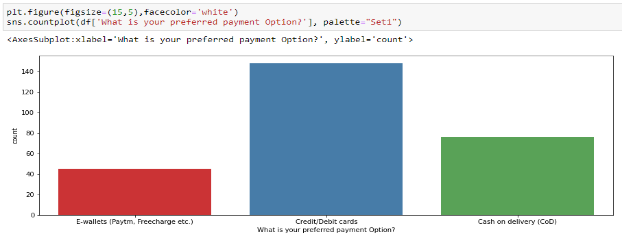 plt.figure(figsize=(15,5),facecolor='white')
sns.countplot(df['What is your preferred payment Option?'], palette="Set1")
<AxesSubplot:xlabel='What is your preferred payment Option?', ylabel='count'>
140
120
100
80
60
40
20
0
count
E-wallets (Paytm, Freecharge etc.) Credit/Debit cards Cash on delivery (CoD)
What is your preferred payment Option?